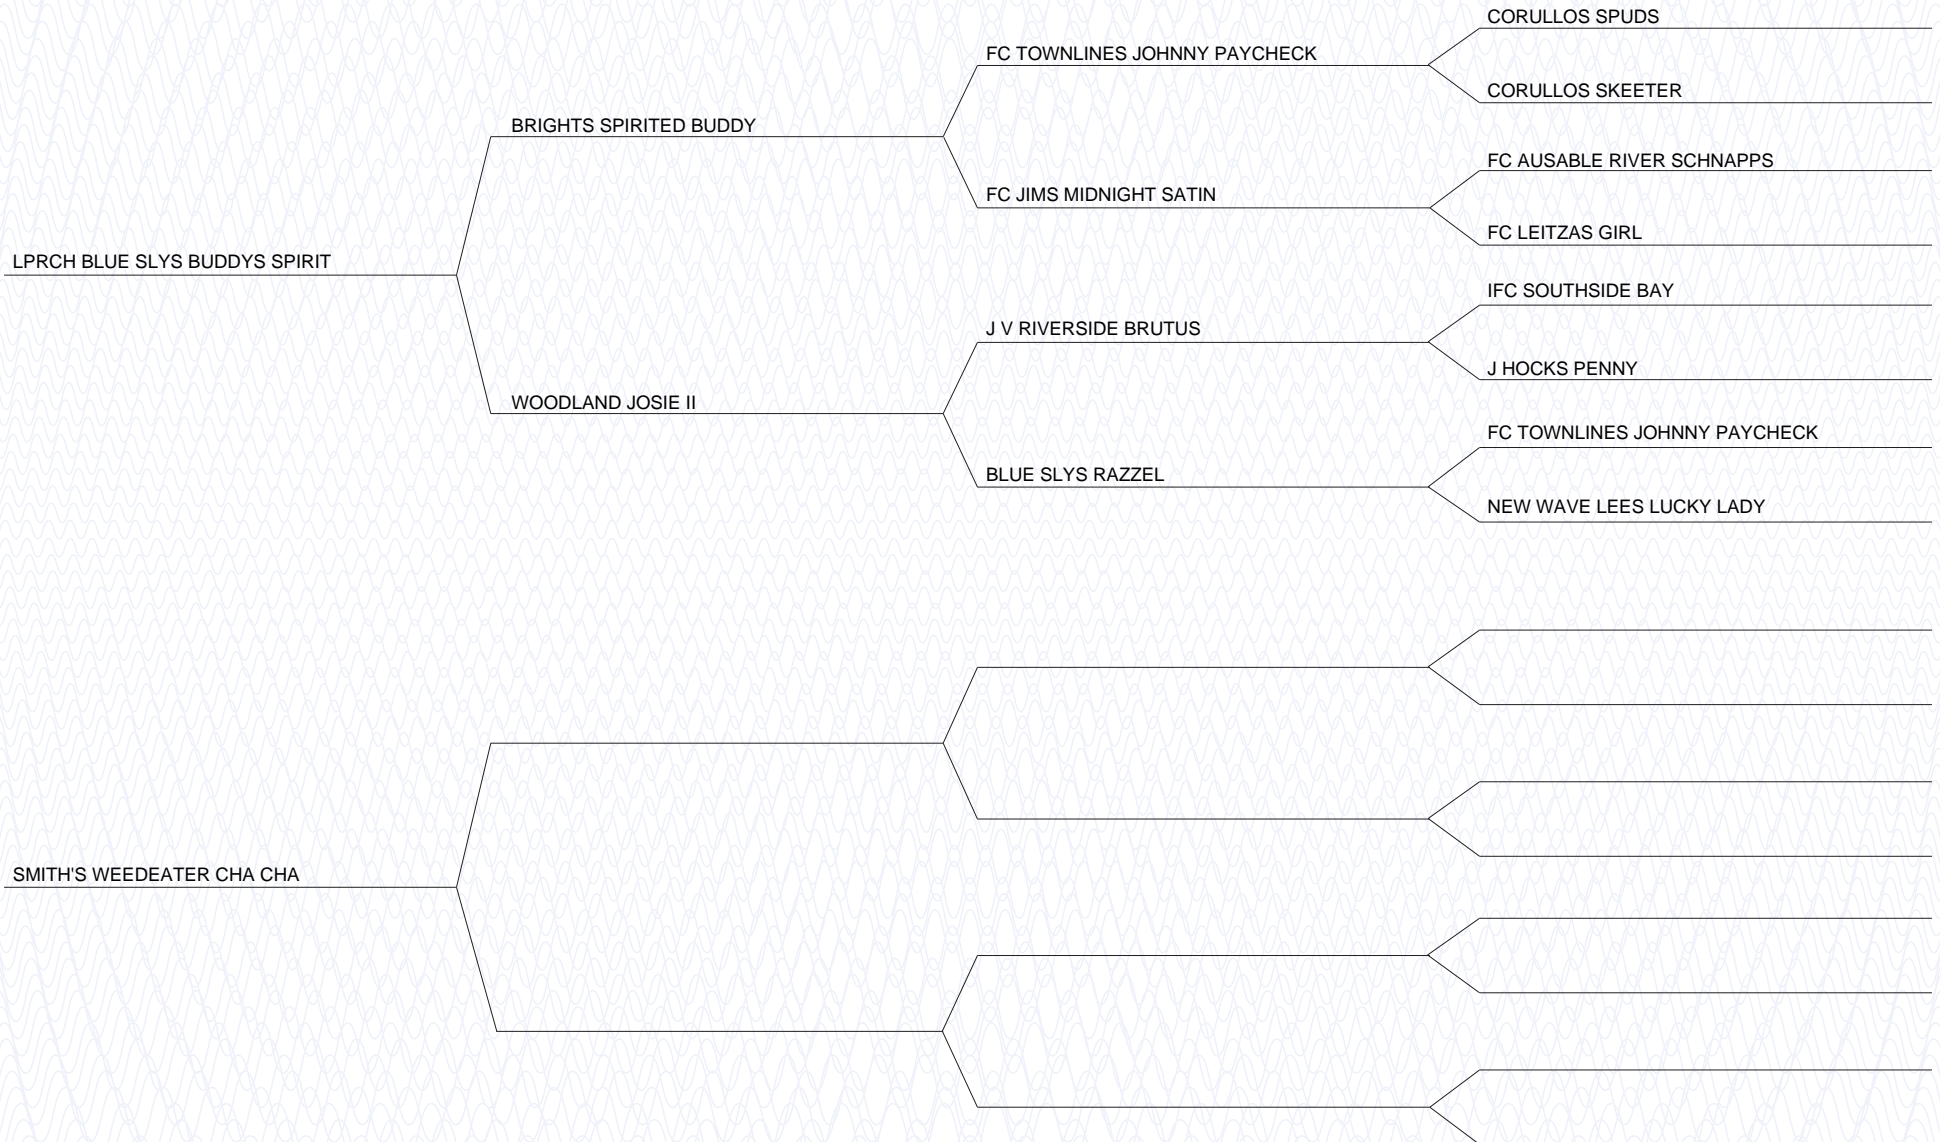 CORULLOS SPUDS
FC TOWNLINES JOHNNY PAYCHECK
CORULLOS SKEETER
BRIGHTS SPIRITED BUDDY
FC AUSABLE RIVER SCHNAPPS
FC JIMS MIDNIGHT SATIN
FC LEITZAS GIRL
LPRCH BLUE SLYS BUDDYS SPIRIT
IFC SOUTHSIDE BAY
J V RIVERSIDE BRUTUS
J HOCKS PENNY
WOODLAND JOSIE II
FC TOWNLINES JOHNNY PAYCHECK
BLUE SLYS RAZZEL
NEW WAVE LEES LUCKY LADY
SMITH'S WEEDEATER CHA CHA